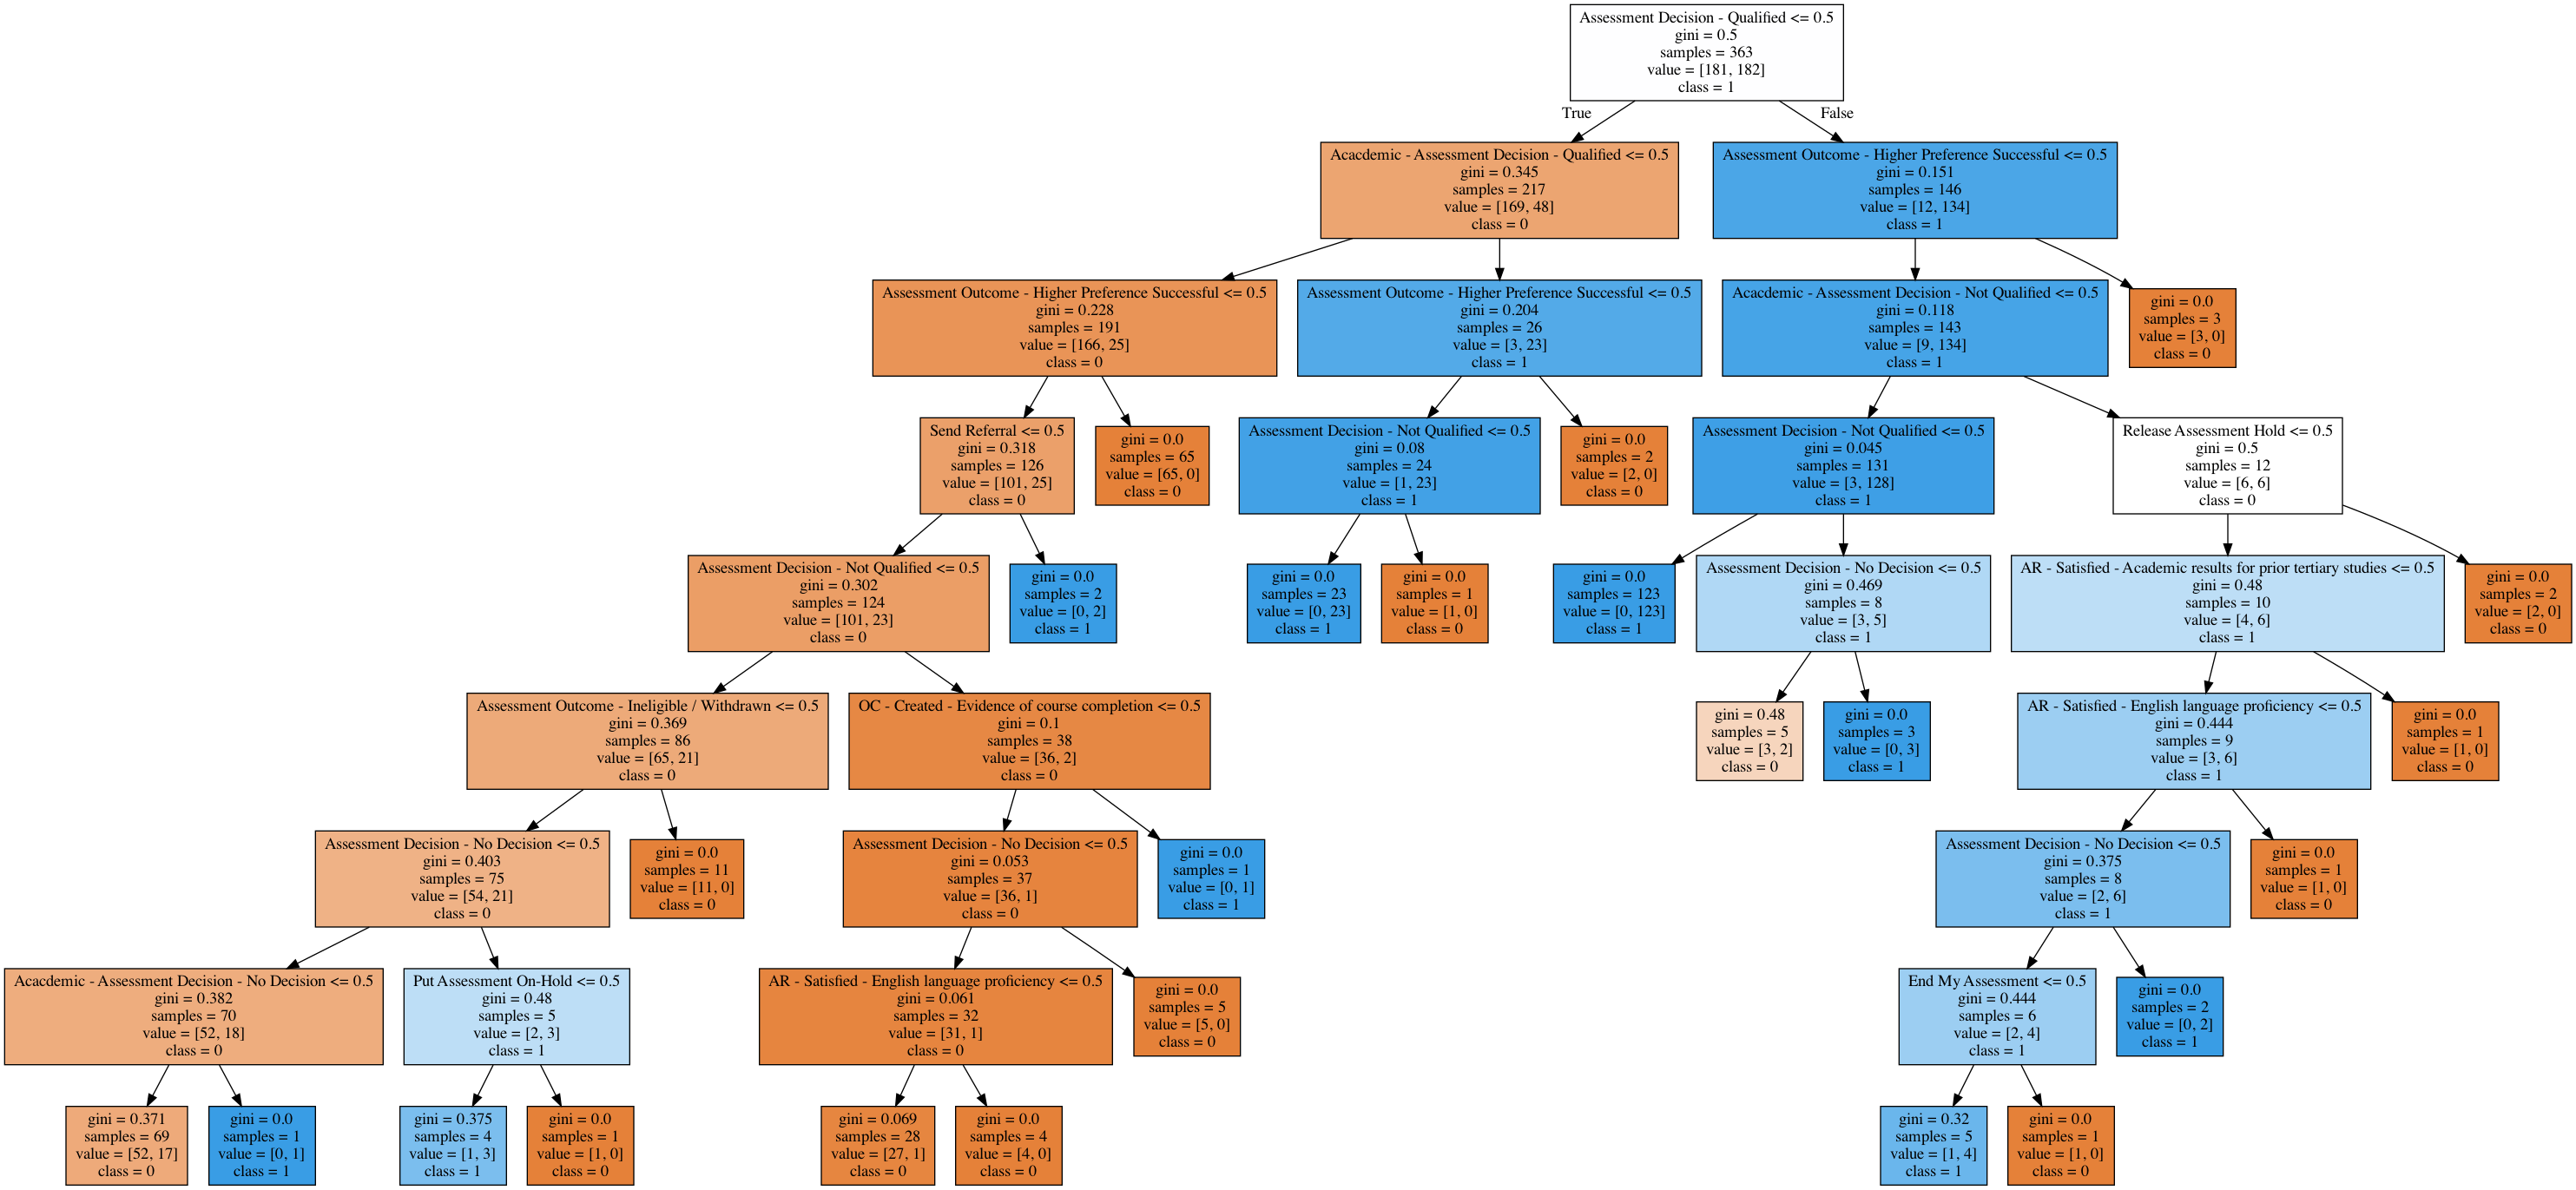 Assessment Decision - Qualified <= 0.5
gini = 0.5
samples = 363
value = [181, 182]
class = 1
True
False
Acacdemic - Assessment Decision - Qualified <= 0.5
gini = 0.345
samples = 217
value = [169, 48]
class = 0
Assessment Outcome - Higher Preference Successful <= 0.5
gini = 0.151
samples = 146
value = [12, 134]
class = 1
Assessment Outcome - Higher Preference Successful <= 0.5
gini = 0.228
samples = 191
value = [166, 25]
class = 0
Assessment Outcome - Higher Preference Successful <= 0.5
gini = 0.204
samples = 26
value = [3, 23]
class = 1
Acacdemic - Assessment Decision - Not Qualified <= 0.5
gini = 0.118
samples = 143
value = [9, 134]
class = 1
gini = 0.0
samples = 3
value = [3, 0]
class = 0
Send Referral <= 0.5
gini = 0.318
samples = 126
value = [101, 25]
class = 0
gini = 0.0
samples = 65
value = [65, 0]
class = 0
Assessment Decision - Not Qualified <= 0.5
gini = 0.08
samples = 24
value = [1, 23]
class = 1
gini = 0.0
samples = 2
value = [2, 0]
class = 0
Assessment Decision - Not Qualified <= 0.5
gini = 0.045
samples = 131
value = [3, 128]
class = 1
Release Assessment Hold <= 0.5
gini = 0.5
samples = 12
value = [6, 6]
class = 0
Assessment Decision - Not Qualified <= 0.5
gini = 0.302
samples = 124
value = [101, 23]
class = 0
gini = 0.0
samples = 2
value = [0, 2]
class = 1
gini = 0.0
samples = 23
value = [0, 23]
class = 1
gini = 0.0
samples = 1
value = [1, 0]
class = 0
gini = 0.0
samples = 123
value = [0, 123]
class = 1
Assessment Decision - No Decision <= 0.5
gini = 0.469
samples = 8
value = [3, 5]
class = 1
AR - Satisfied - Academic results for prior tertiary studies <= 0.5
gini = 0.48
samples = 10
value = [4, 6]
class = 1
gini = 0.0
samples = 2
value = [2, 0]
class = 0
Assessment Outcome - Ineligible / Withdrawn <= 0.5
gini = 0.369
samples = 86
value = [65, 21]
class = 0
OC - Created - Evidence of course completion <= 0.5
gini = 0.1
samples = 38
value = [36, 2]
class = 0
gini = 0.48
samples = 5
value = [3, 2]
class = 0
gini = 0.0
samples = 3
value = [0, 3]
class = 1
AR - Satisfied - English language proficiency <= 0.5
gini = 0.444
samples = 9
value = [3, 6]
class = 1
gini = 0.0
samples = 1
value = [1, 0]
class = 0
Assessment Decision - No Decision <= 0.5
gini = 0.403
samples = 75
value = [54, 21]
class = 0
gini = 0.0
samples = 11
value = [11, 0]
class = 0
Assessment Decision - No Decision <= 0.5
gini = 0.053
samples = 37
value = [36, 1]
class = 0
gini = 0.0
samples = 1
value = [0, 1]
class = 1
Assessment Decision - No Decision <= 0.5
gini = 0.375
samples = 8
value = [2, 6]
class = 1
gini = 0.0
samples = 1
value = [1, 0]
class = 0
Acacdemic - Assessment Decision - No Decision <= 0.5
gini = 0.382
samples = 70
value = [52, 18]
class = 0
Put Assessment On-Hold <= 0.5
gini = 0.48
samples = 5
value = [2, 3]
class = 1
AR - Satisfied - English language proficiency <= 0.5
gini = 0.061
samples = 32
value = [31, 1]
class = 0
gini = 0.0
samples = 5
value = [5, 0]
class = 0
End My Assessment <= 0.5
gini = 0.444
samples = 6
value = [2, 4]
class = 1
gini = 0.0
samples = 2
value = [0, 2]
class = 1
gini = 0.371
samples = 69
value = [52, 17]
class = 0
gini = 0.0
samples = 1
value = [0, 1]
class = 1
gini = 0.375
samples = 4
value = [1, 3]
class = 1
gini = 0.0
samples = 1
value = [1, 0]
class = 0
gini = 0.069
samples = 28
value = [27, 1]
class = 0
gini = 0.0
samples = 4
value = [4, 0]
class = 0
gini = 0.32
samples = 5
value = [1, 4]
class = 1
gini = 0.0
samples = 1
value = [1, 0]
class = 0